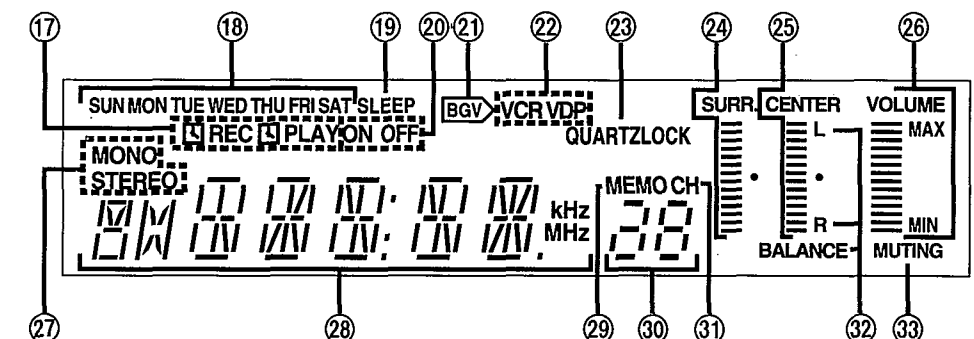 ⑰ ⑱ ⑲ ⑳ ㉑ ㉒ ㉓ ㉔ ㉕ ㉖
SUN MON TUE WED THU FRI SAT SLEEP BGV VCR VDP SURR. CENTER VOLUME
REC PLAY ON OFF QUARTZLOCK L MAX
MONO
STEREO MEMO CH
kHz
MHz R MIN
BALANCE MUTING
㉗ ㉘ ㉙ ㉚ ㉛ ㉜ ㉝